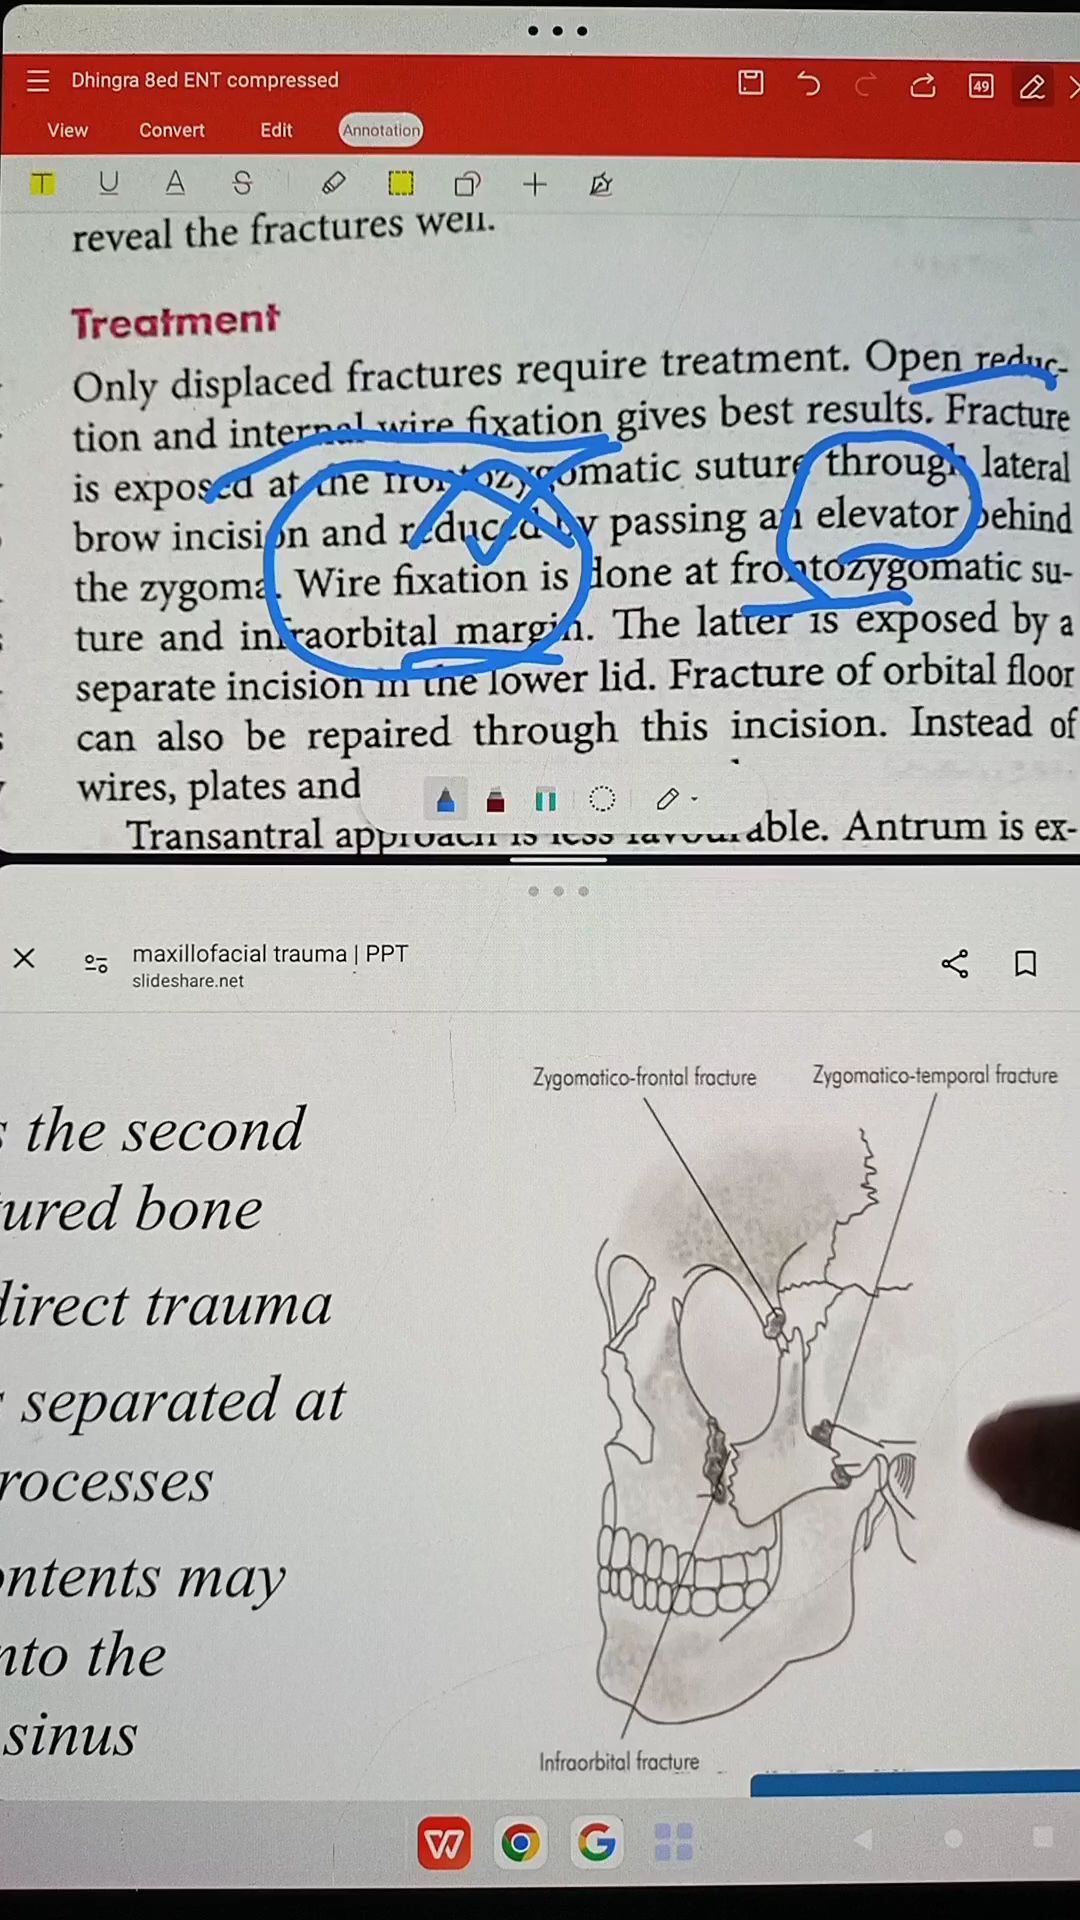 Dhingra 8ed ENT compressed
49
View Convert Edit Annotation
T U A S
reveal the fractures well.
Treatment
Only displaced fractures require treatment. Open reduc-
tion and internal wire fixation gives best results. Fracture
is exposed at the frontozygomatic suture through lateral
brow incision and reduced by passing an elevator behind
the zygoma. Wire fixation is done at frontozygomatic su-
ture and infraorbital margin. The latter is exposed by a
separate incision in the lower lid. Fracture of orbital floor
can also be repaired through this incision. Instead of
wires, plates and
Transantral approach is less favourable. Antrum is ex-
maxillofacial trauma | PPT
slideshare.net
Zygomatico-frontal fracture
Zygomatico-temporal fracture
s the second
tured bone
direct trauma
separated at
rocesses
ontents may
nto the
sinus
Infraorbital fracture